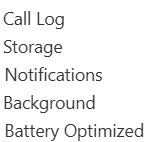 Call Log
Storage
Notifications
Background
Battery Optimized